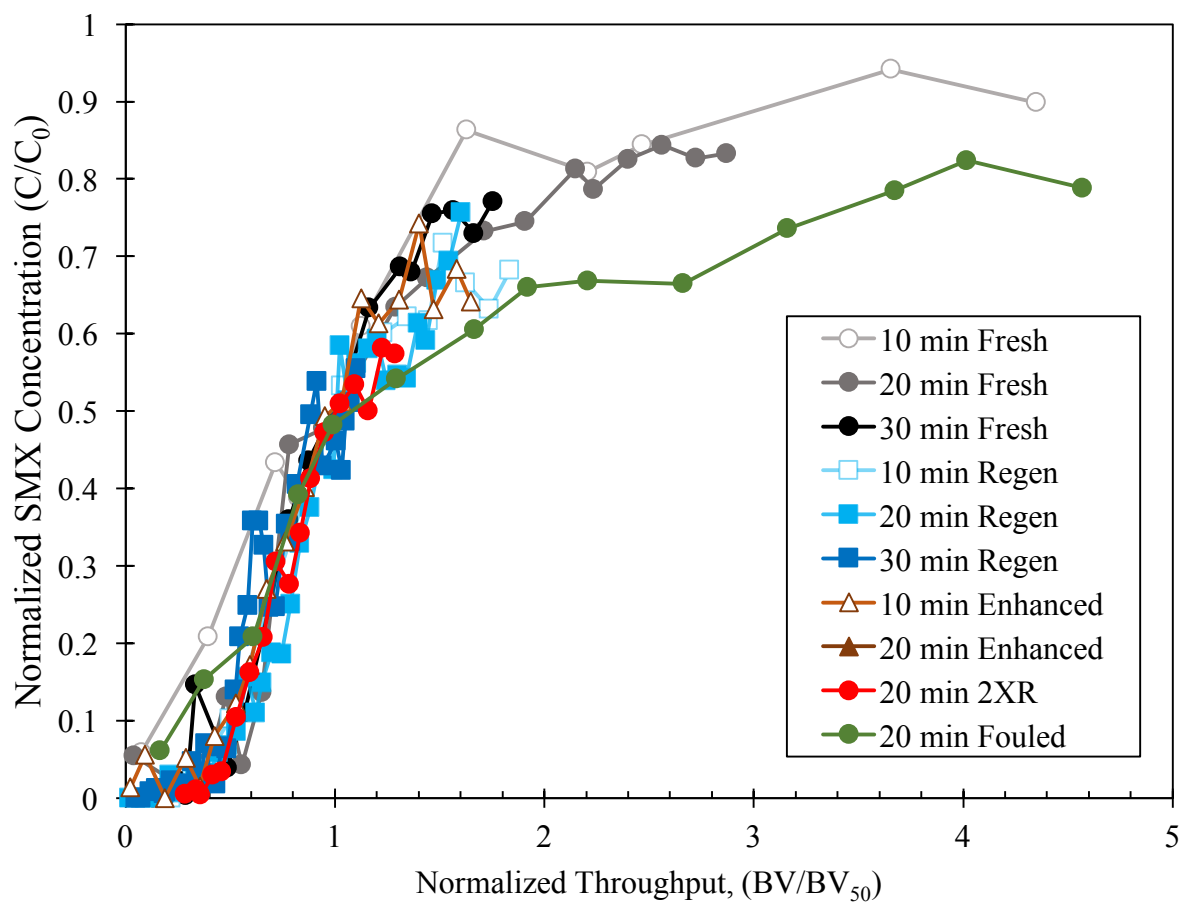 Normalized SMX Concentration (C/C₀)
1
0.9
0.8
0.7
0.6
0.5
0.4
0.3
0.2
0.1
0
0 1 2 3 4 5
Normalized Throughput, (BV/BV₅₀)
10 min Fresh
20 min Fresh
30 min Fresh
10 min Regen
20 min Regen
30 min Regen
10 min Enhanced
20 min Enhanced
20 min 2XR
20 min Fouled